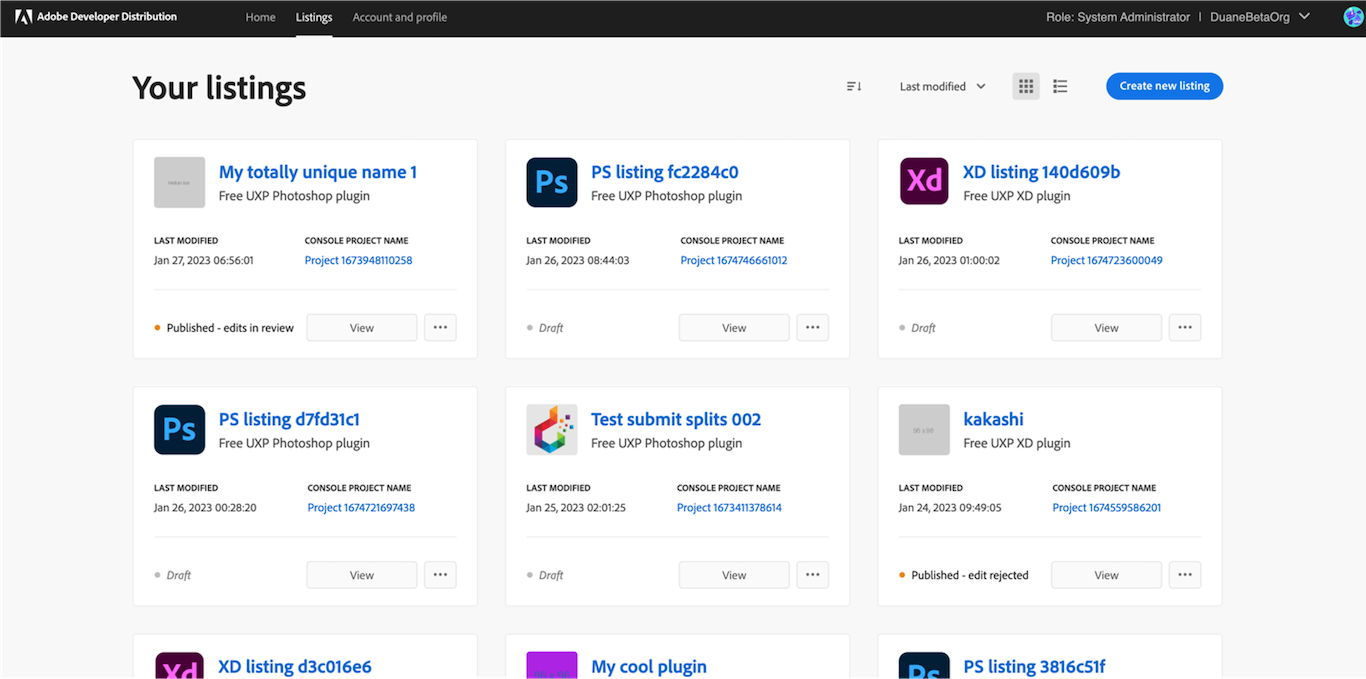 Adobe Developer Distribution Home Listings Account and profile Role: System Administrator | DuaneBetaOrg
Your listings Last modified Create new listing
My totally unique name 1
Free UXP Photoshop plugin
LAST MODIFIED CONSOLE PROJECT NAME
Jan 27, 2023 06:56:01 Project 1673948110258
Published - edits in review View
Ps PS listing fc2284c0
Free UXP Photoshop plugin
LAST MODIFIED CONSOLE PROJECT NAME
Jan 26, 2023 08:44:03 Project 1674746661012
Draft View
Xd XD listing 140d609b
Free UXP XD plugin
LAST MODIFIED CONSOLE PROJECT NAME
Jan 26, 2023 01:00:02 Project 1674723600049
Draft View
Ps PS listing d7fd31c1
Free UXP Photoshop plugin
LAST MODIFIED CONSOLE PROJECT NAME
Jan 26, 2023 00:28:20 Project 1674721697438
Draft View
Test submit splits 002
Free UXP Photoshop plugin
LAST MODIFIED CONSOLE PROJECT NAME
Jan 25, 2023 02:01:25 Project 1673411378614
Draft View
96 x 96 kakashi
Free UXP XD plugin
LAST MODIFIED CONSOLE PROJECT NAME
Jan 24, 2023 09:49:05 Project 1674559586201
Published - edit rejected View
Xd XD listing d3c016e6
My cool plugin
Ps PS listing 3816c51f